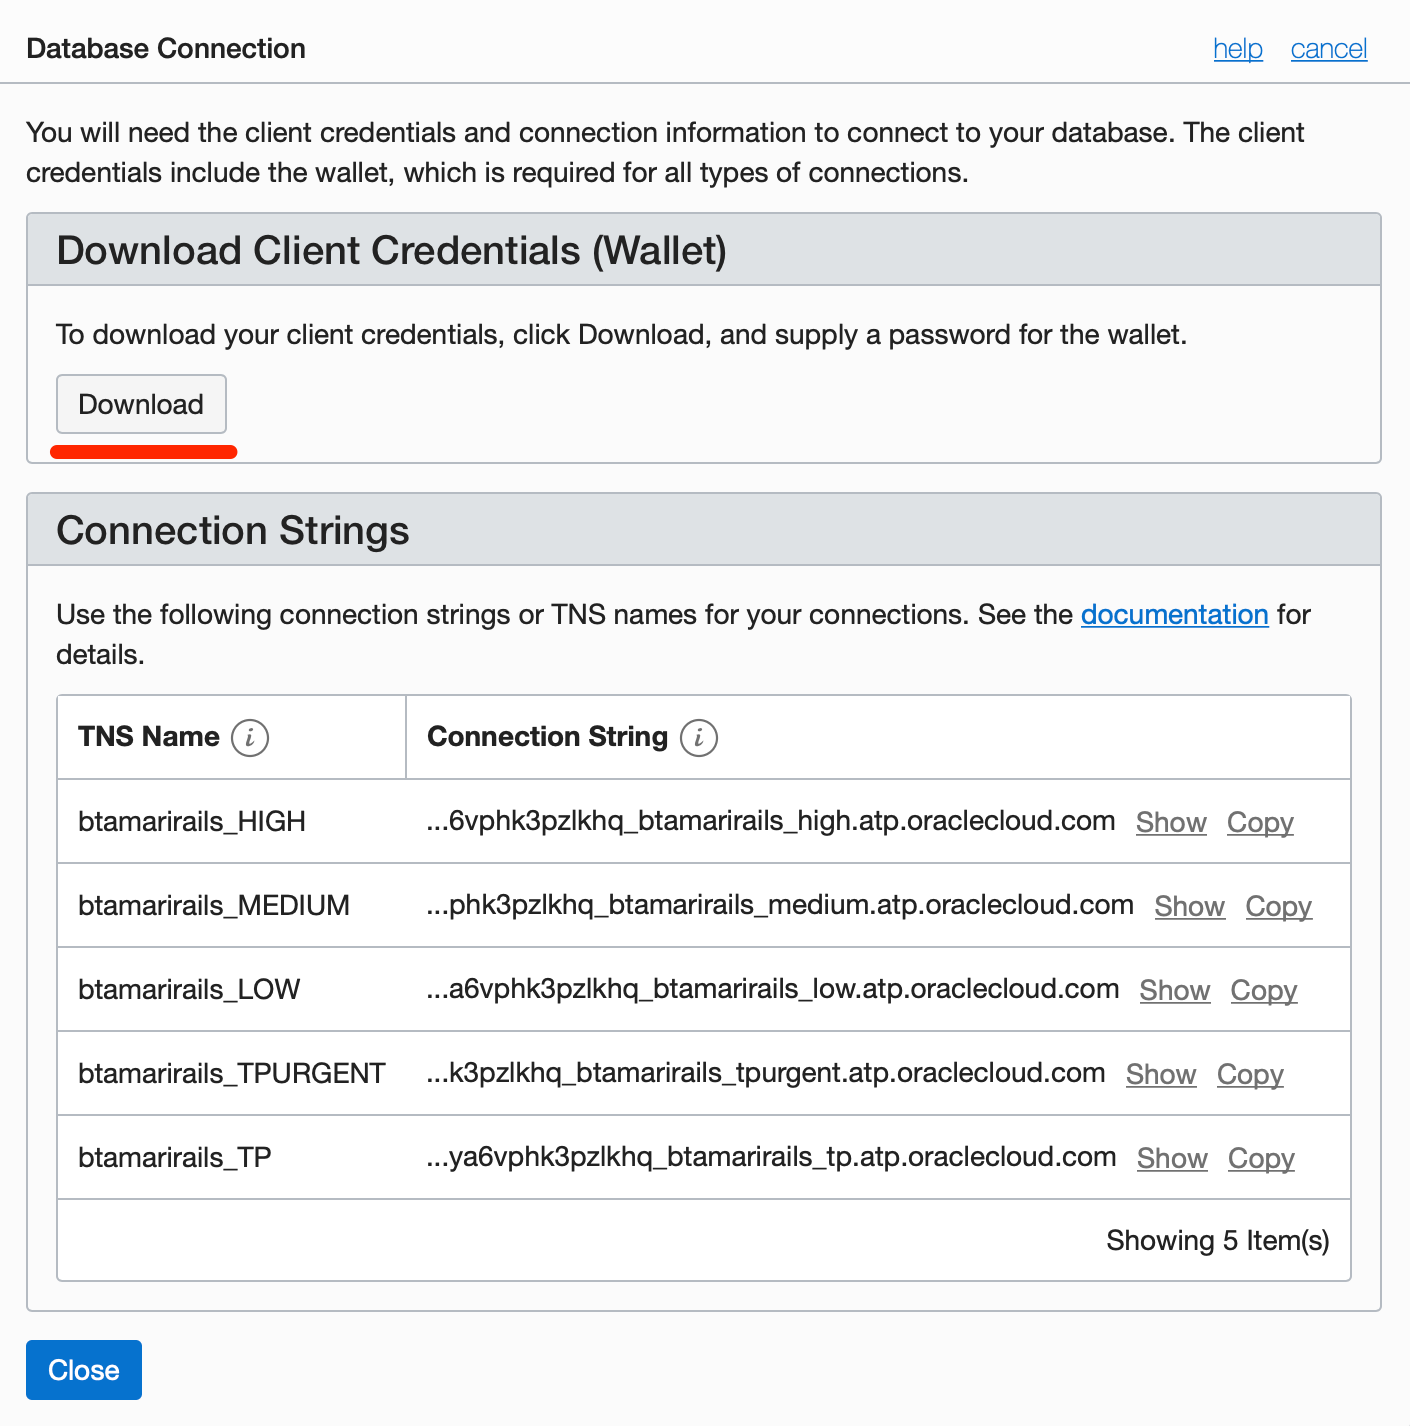 Database Connection
help cancel
You will need the client credentials and connection information to connect to your database. The client
credentials include the wallet, which is required for all types of connections.
Download Client Credentials (Wallet)
To download your client credentials, click Download, and supply a password for the wallet.
Download
Connection Strings
Use the following connection strings or TNS names for your connections. See the documentation for
details.
TNS Name i Connection String i
btamarirails_HIGH ...6vphk3pzlkhq_btamarirails_high.atp.oraclecloud.com Show Copy
btamarirails_MEDIUM ...phk3pzlkhq_btamarirails_medium.atp.oraclecloud.com Show Copy
btamarirails_LOW ...a6vphk3pzlkhq_btamarirails_low.atp.oraclecloud.com Show Copy
btamarirails_TPURGENT ...k3pzlkhq_btamarirails_tpurgent.atp.oraclecloud.com Show Copy
btamarirails_TP ...ya6vphk3pzlkhq_btamarirails_tp.atp.oraclecloud.com Show Copy
Showing 5 Item(s)
Close